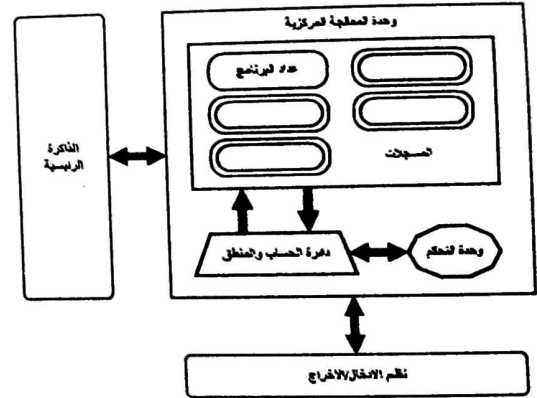 وحدة المعالجة المركزية
عداد البرنامج
المسجلات
الذاكرة
الرئيسية
دائرة الحساب والمنطق
وحدة التحكم
نظم الادخال/الاخراج